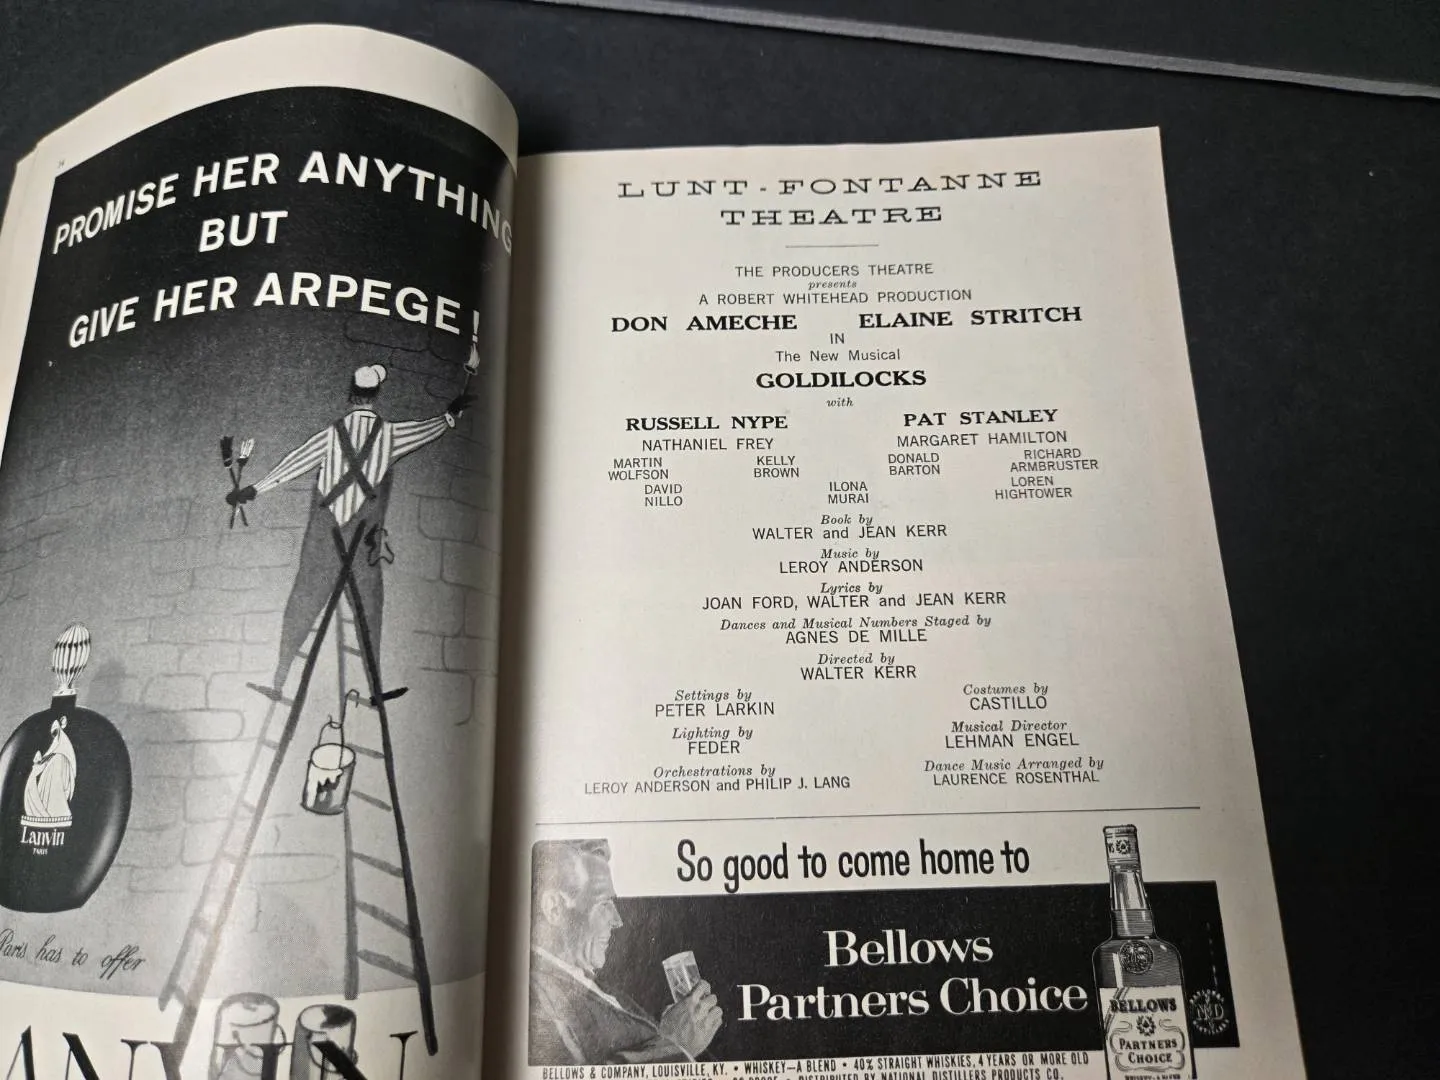 24
PROMISE HER ANYTHING
BUT
GIVE HER ARPEGE!
Lanvin
PARIS
Paris has to offer
LUNT-FONTANNE
THEATRE
THE PRODUCERS THEATRE
presents
A ROBERT WHITEHEAD PRODUCTION
DON AMECHE ELAINE STRITCH
IN
The New Musical
GOLDILOCKS
with
RUSSELL NYPE PAT STANLEY
NATHANIEL FREY MARGARET HAMILTON
MARTIN KELLY DONALD RICHARD
WOLFSON BROWN BARTON ARMBRUSTER
DAVID ILONA LOREN
NILLO MURAI HIGHTOWER
Book by
WALTER and JEAN KERR
Music by
LEROY ANDERSON
Lyrics by
JOAN FORD, WALTER and JEAN KERR
Dances and Musical Numbers Staged by
AGNES DE MILLE
Directed by
WALTER KERR
Settings by Costumes by
PETER LARKIN CASTILLO
Lighting by Musical Director
FEDER LEHMAN ENGEL
Orchestrations by Dance Music Arranged by
LEROY ANDERSON and PHILIP J. LANG LAURENCE ROSENTHAL
So good to come home to
Bellows
Partners Choice
BELLOWS
PARTNERS
CHOICE
BELLOWS & COMPANY, LOUISVILLE, KY. • WHISKEY—A BLEND • 40% STRAIGHT WHISKIES, 4 YEARS OR MORE OLD
DISTRIBUTED BY NATIONAL DISTILLERS PRODUCTS CO.